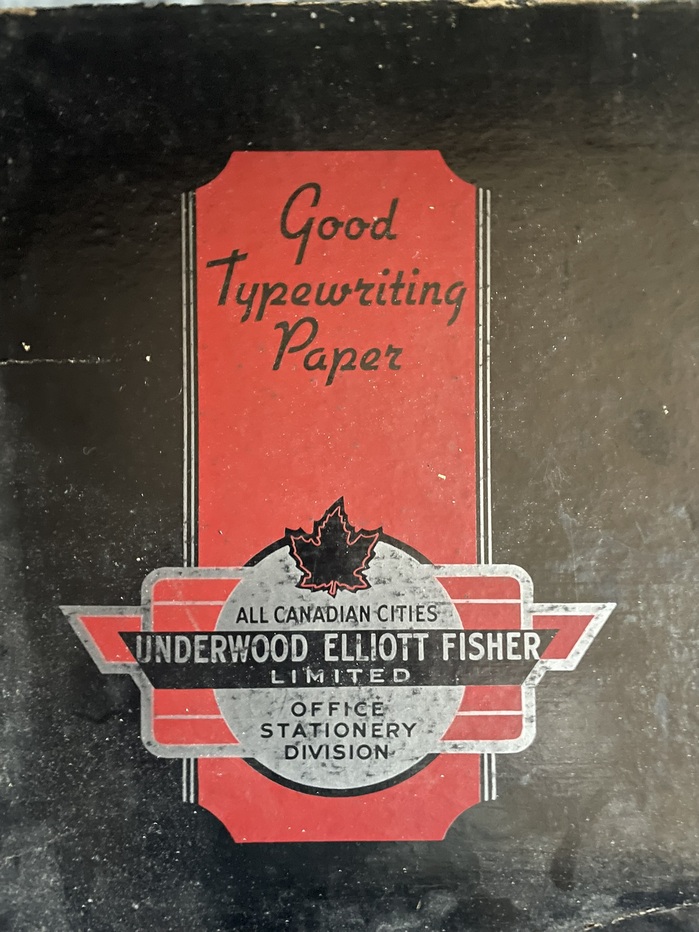 Good
Typewriting
Paper
ALL CANADIAN CITIES
UNDERWOOD ELLIOTT FISHER
LIMITED
OFFICE
STATIONERY
DIVISION